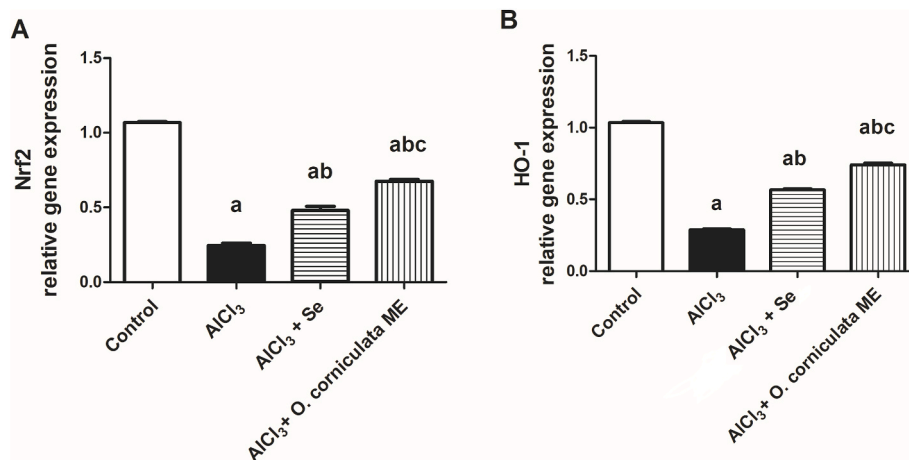 A
Nrf2
relative gene expression
1.5
1.0
0.5
0.0
a
ab
abc
Control
AlCl₃
AlCl₃ + Se
AlCl₃+ O. corniculata ME
B
HO-1
relative gene expression
1.5
1.0
0.5
0.0
a
ab
abc
Control
AlCl₃
AlCl₃ + Se
AlCl₃+ O. corniculata ME